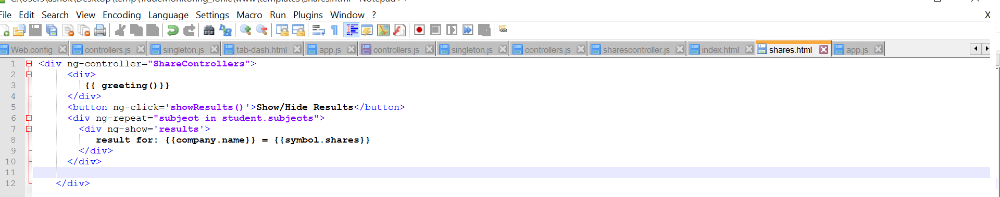 File Edit Search View Encoding Language Settings Macro Run Plugins Window ? X
Web.config controllers.js singleton.js tab-dash.html app.js controllers.js singleton.js controllers.js sharescontroller.js index.html shares.html app.js
1 <div ng-controller="ShareControllers">
2 <div>
3 {{ greeting()}}
4 </div>
5 <button ng-click='showResults()'>Show/Hide Results</button>
6 <div ng-repeat="subject in student.subjects">
7 <div ng-show='results'>
8 result for: {{company.name}} = {{symbol.shares}}
9 </div>
10 </div>
11
12 </div>